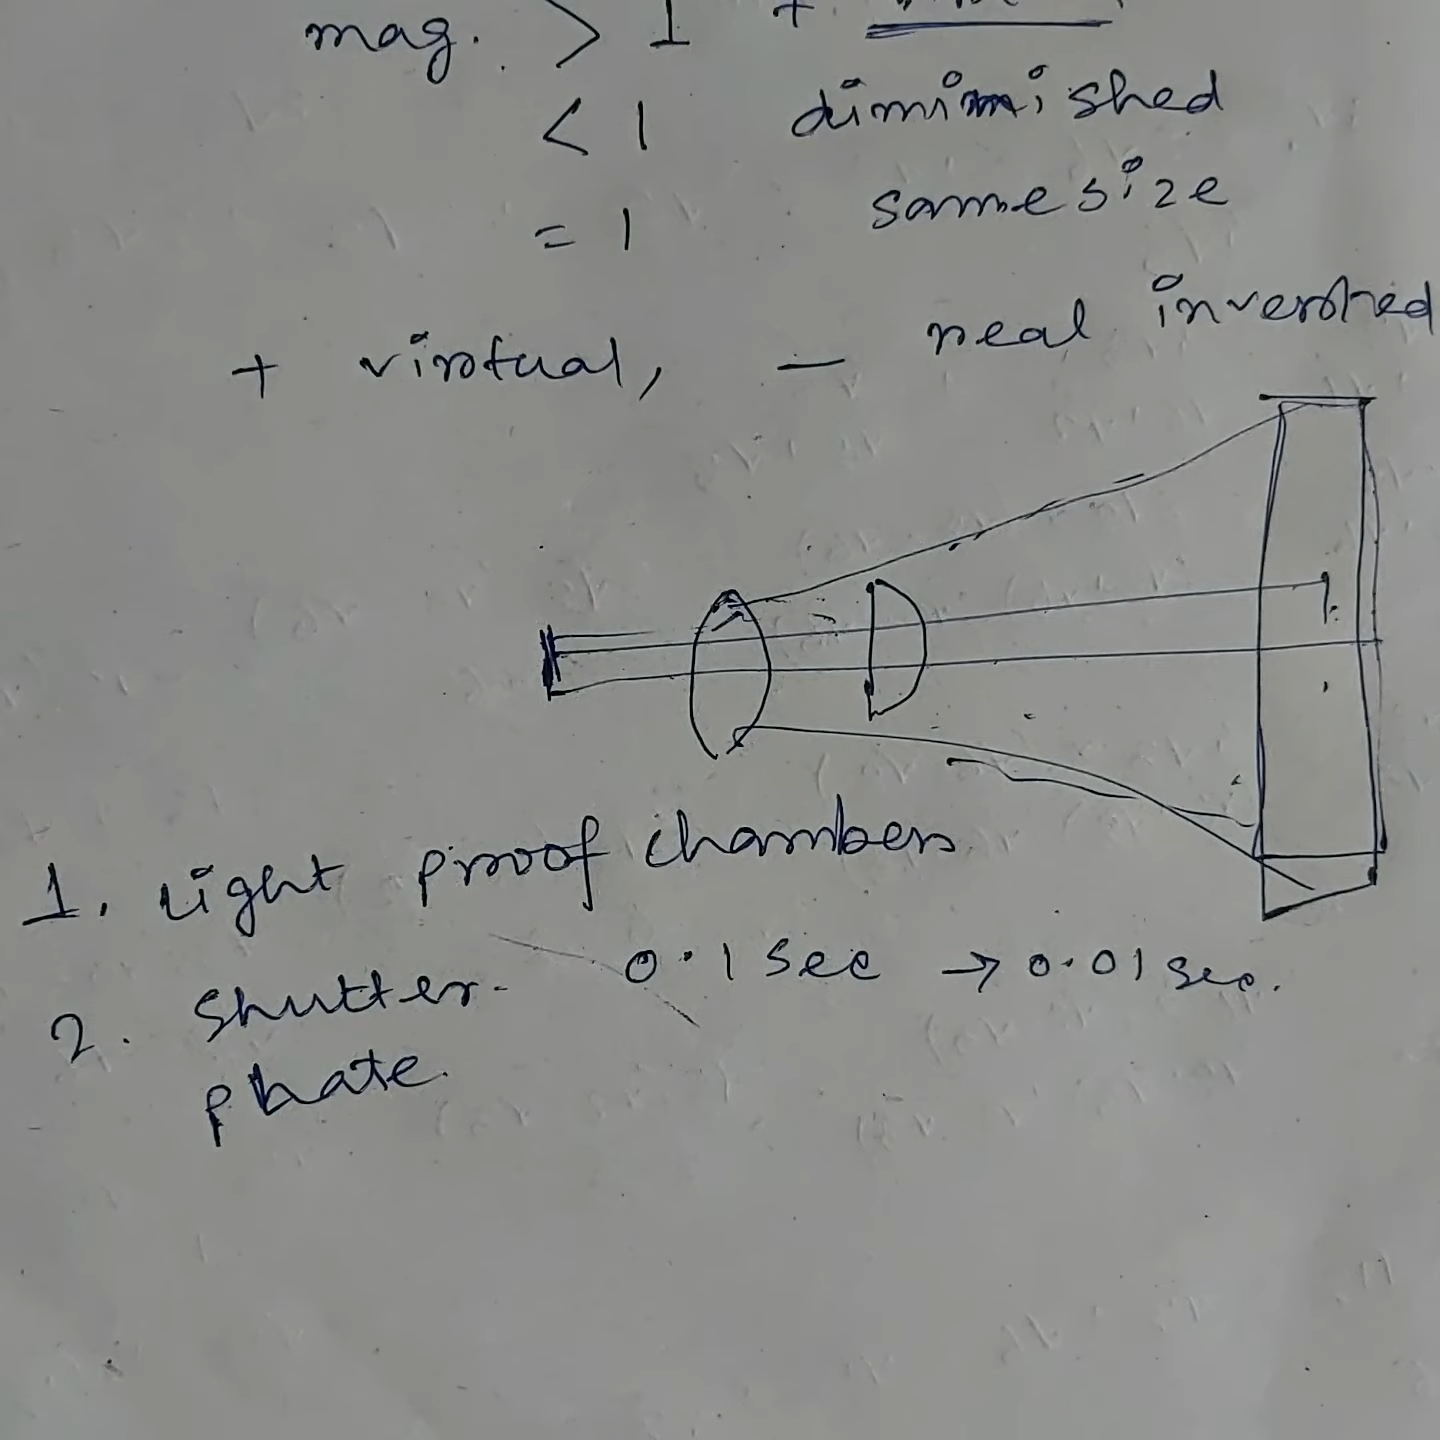 mag. > 1 +
< 1 diminished
= 1 same size
+ virtual, - real inverted
1. Light proof chambers
2. Shutter. 0.1 sec → 0.01 sec.
plate.